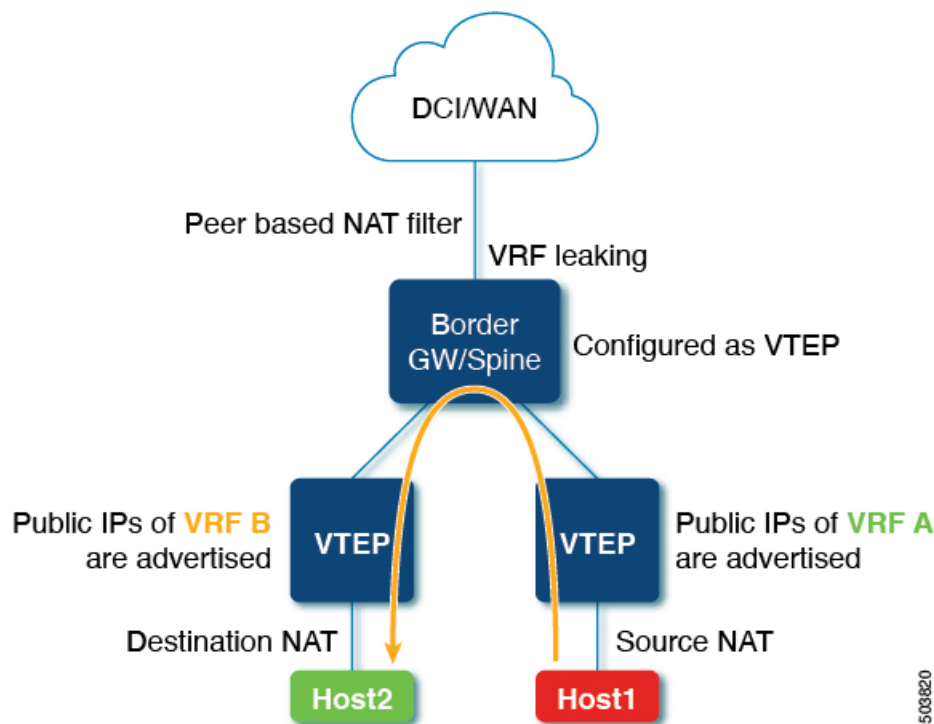 DCI/WAN
Peer based NAT filter
VRF leaking
Border
GW/Spine
Configured as VTEP
Public IPs of VRF B
are advertised
VTEP
VTEP
Public IPs of VRF A
are advertised
Destination NAT
Source NAT
Host2
Host1
503820